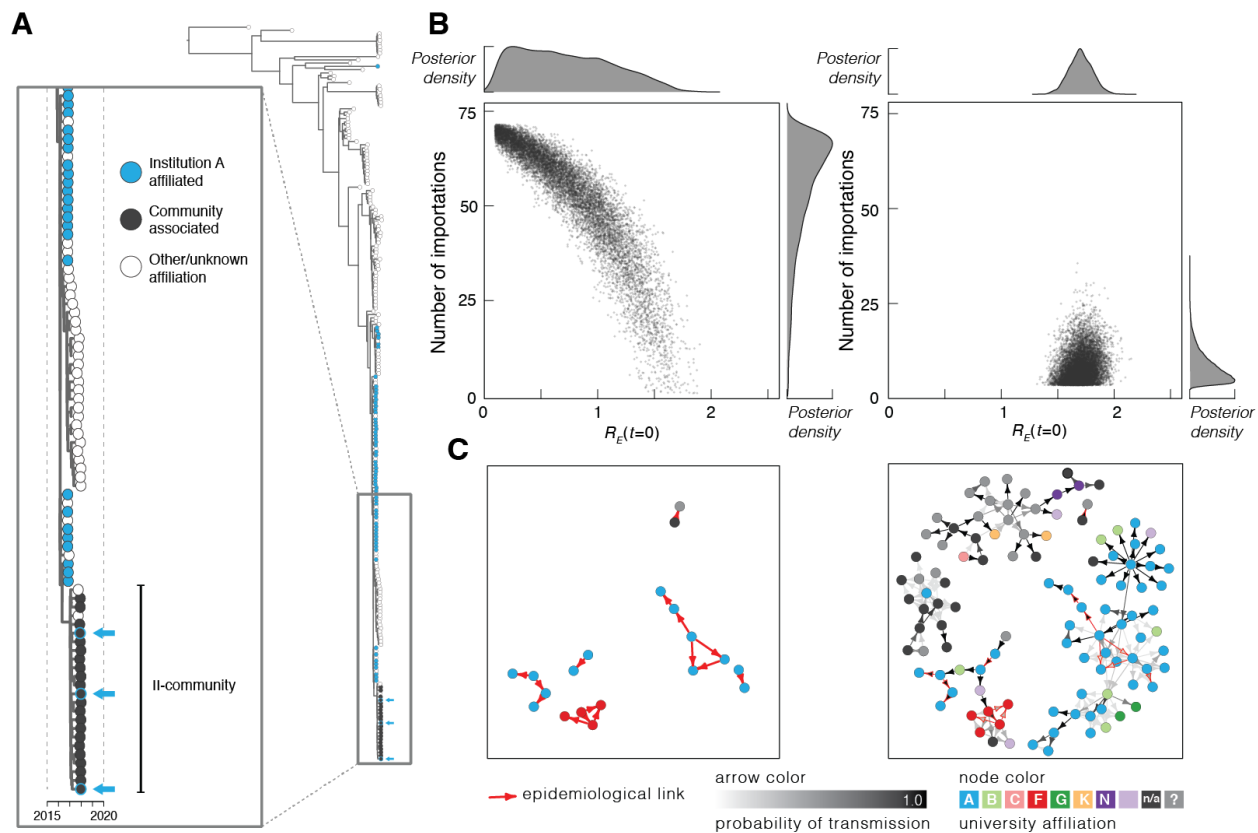 A
Institution A
affiliated
Community
associated
Other/unknown
affiliation
II-community
2015
2020
B
Posterior
density
75
50
25
0
Number of importations
0
1
2
R_E(t=0)
Posterior
density
Posterior
density
75
50
25
0
Number of importations
0
1
2
R_E(t=0)
Posterior
density
C
epidemiological link
arrow color
1.0
probability of transmission
node color
A B C F G K N n/a ?
university affiliation